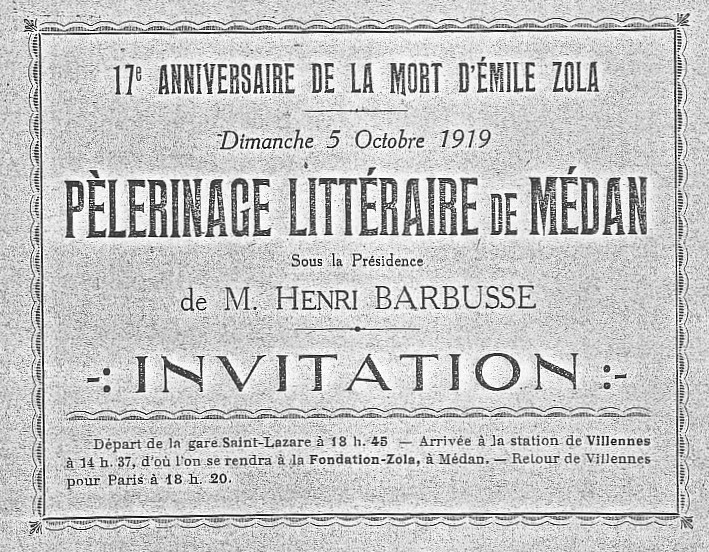 17e ANNIVERSAIRE DE LA MORT D'ÉMILE ZOLA
Dimanche 5 Octobre 1919
PÈLERINAGE LITTÉRAIRE DE MÉDAN
Sous la Présidence
de M. HENRI BARBUSSE
-: INVITATION :-
Départ de la gare Saint-Lazare à 18 h. 45 — Arrivée à la station de Villennes
à 14 h. 37, d'où l'on se rendra à la Fondation-Zola, à Médan. — Retour de Villennes
pour Paris à 18 h. 20.